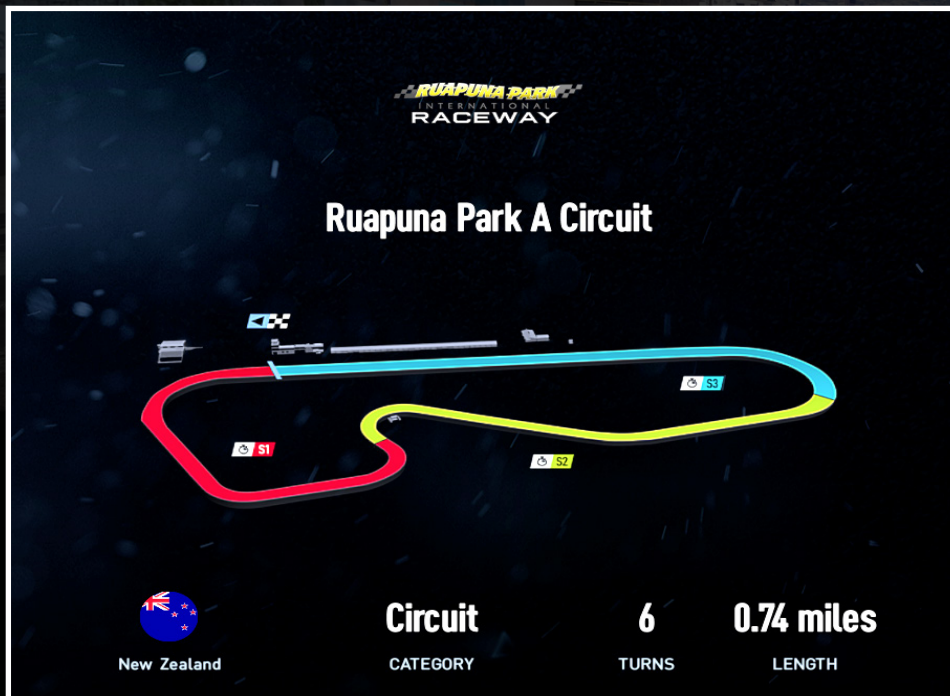 RUAPUNA PARK
INTERNATIONAL
RACEWAY
Ruapuna Park A Circuit
S3
S1
S2
Circuit
6
0.74 miles
New Zealand
CATEGORY
TURNS
LENGTH